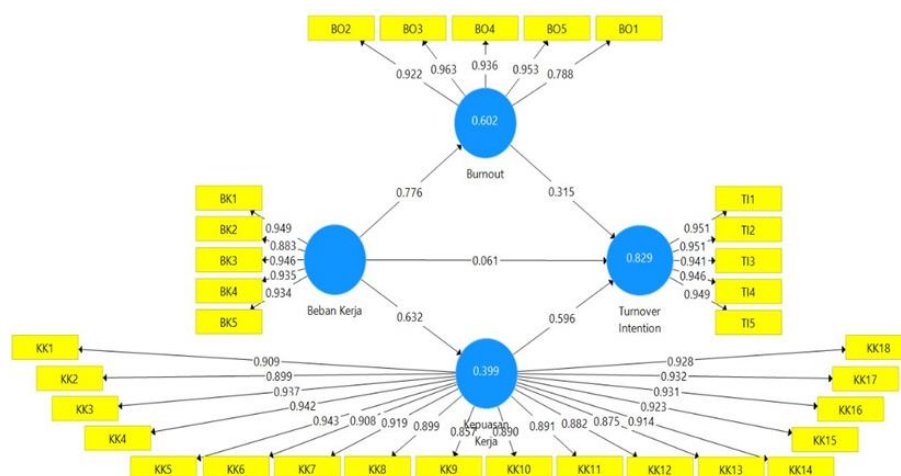 BO2 BO3 BO4 BO5 BO1
0.922 0.963 0.936 0.953 0.788
0.602
Burnout
0.776 0.315
BK1
BK2
BK3
BK4
BK5
0.949
0.883
0.946
0.935
0.934
Beban Kerja
0.061
0.829
Turnover
Intention
0.951
0.951
0.941
0.946
0.949
TI1
TI2
TI3
TI4
TI5
0.632 0.596
0.399
Kepuasan
Kerja
KK1
KK2
KK3
KK4
0.909
0.899
0.937
0.942
0.943 0.908 0.919 0.899 0.857 0.890 0.891 0.882 0.875 0.914
0.928
0.932
0.931
0.923
KK18
KK17
KK16
KK15
KK5 KK6 KK7 KK8 KK9 KK10 KK11 KK12 KK13 KK14